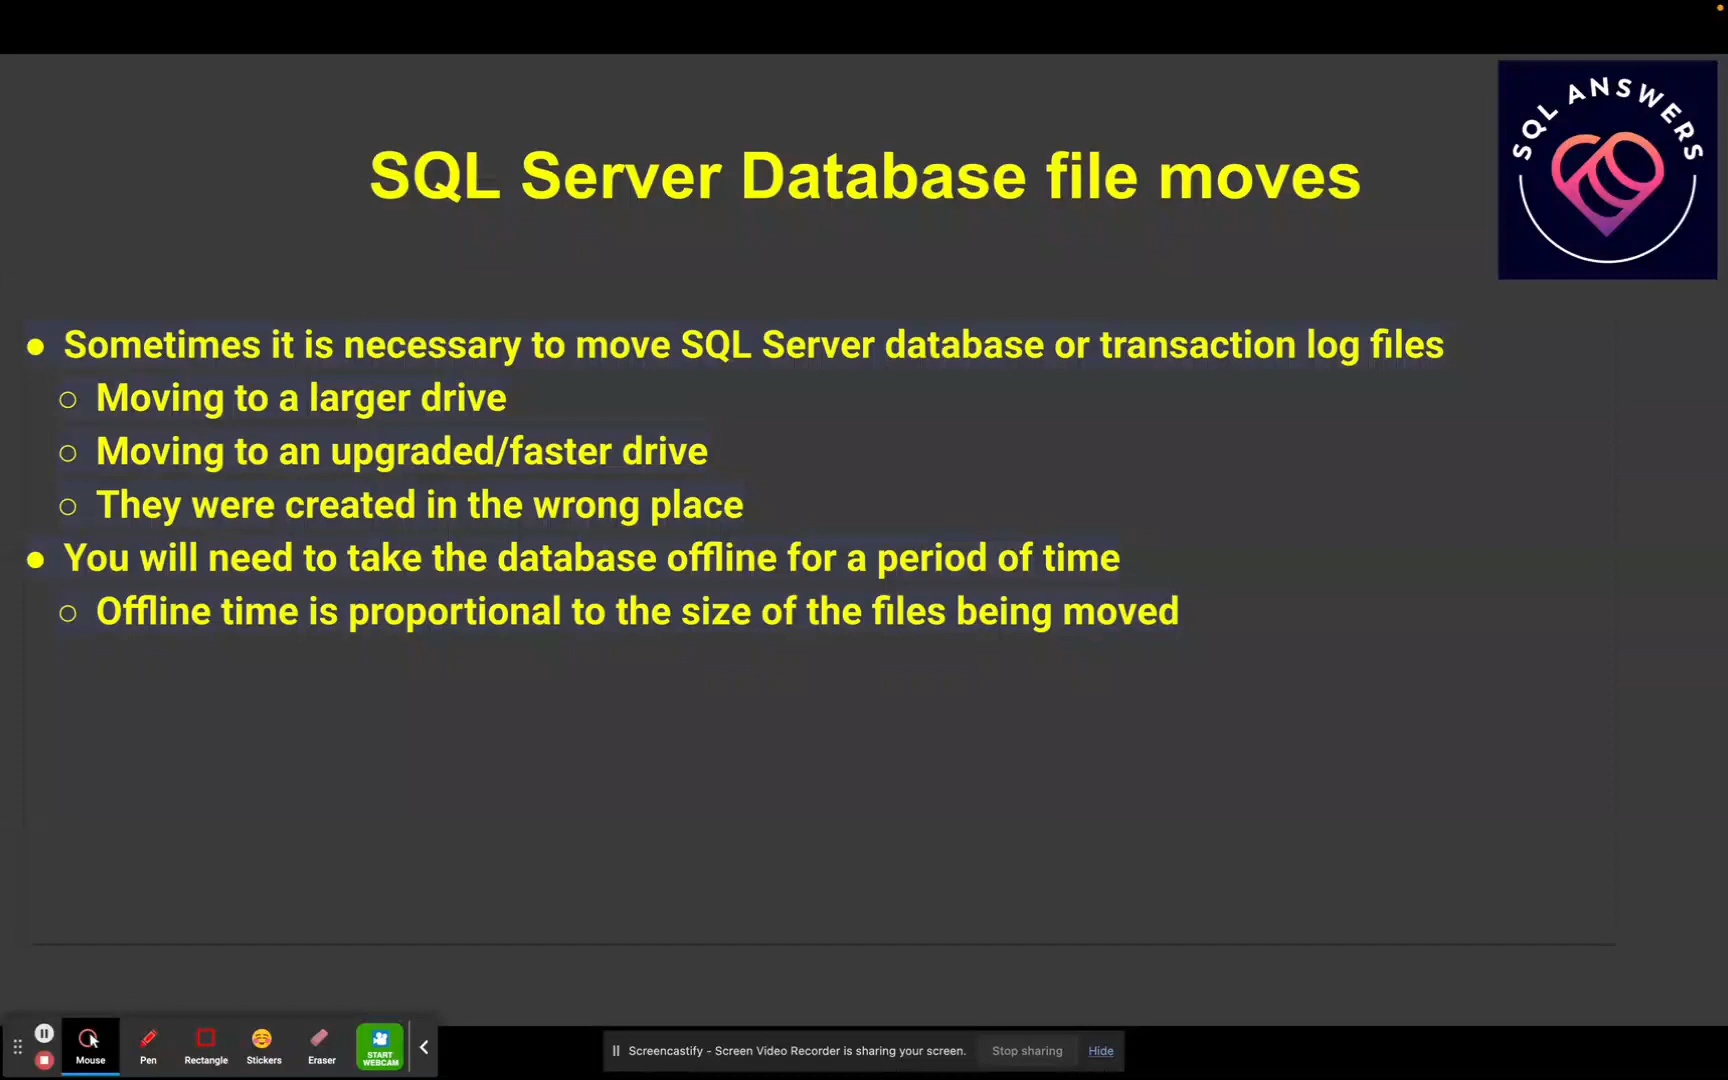 SQL ANSWERS
SQL Server Database file moves
● Sometimes it is necessary to move SQL Server database or transaction log files
○ Moving to a larger drive
○ Moving to an upgraded/faster drive
○ They were created in the wrong place
● You will need to take the database offline for a period of time
○ Offline time is proportional to the size of the files being moved
Mouse
Pen
Rectangle
Stickers
Eraser
START
WEBCAM
Screencastify - Screen Video Recorder is sharing your screen.
Stop sharing
Hide